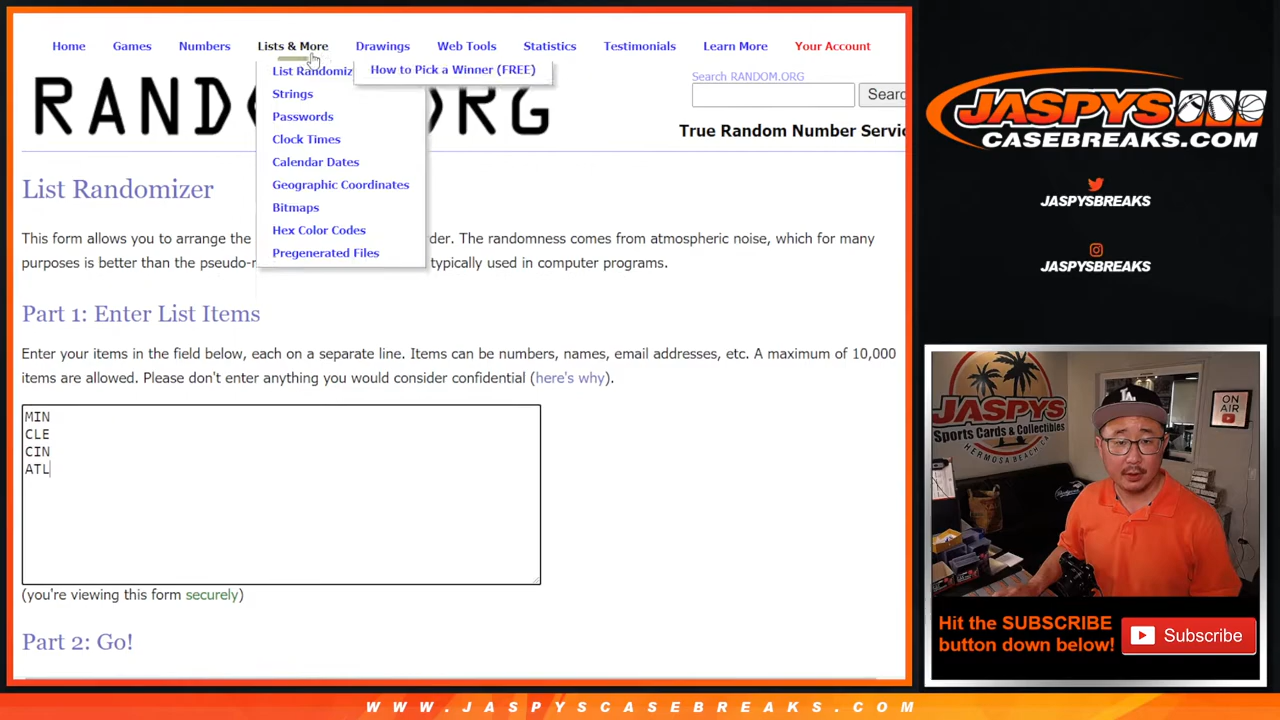 Home Games Numbers Lists & More Drawings Web Tools Statistics Testimonials Learn More Your Account
List Randomiz
How to Pick a Winner (FREE)
Strings
Passwords
Clock Times
Calendar Dates
Geographic Coordinates
Bitmaps
Hex Color Codes
Pregenerated Files
Search RANDOM.ORG
Searc
True Random Number Servic
List Randomizer
This form allows you to arrange the der. The randomness comes from atmospheric noise, which for many
purposes is better than the pseudo-r typically used in computer programs.
Part 1: Enter List Items
Enter your items in the field below, each on a separate line. Items can be numbers, names, email addresses, etc. A maximum of 10,000
items are allowed. Please don't enter anything you would consider confidential (here's why).
MIN
CLE
CIN
ATL
(you're viewing this form securely)
Part 2: Go!
JASPYS
CASEBREAKS.COM
JASPYSBREAKS
JASPYSBREAKS
JASPYS
Sports Cards & Collectibles
HERMOSA BEACH, CA
ON AIR
LA
Hit the SUBSCRIBE
button down below!
Subscribe
WWW.JASPYSCASEBREAKS.COM